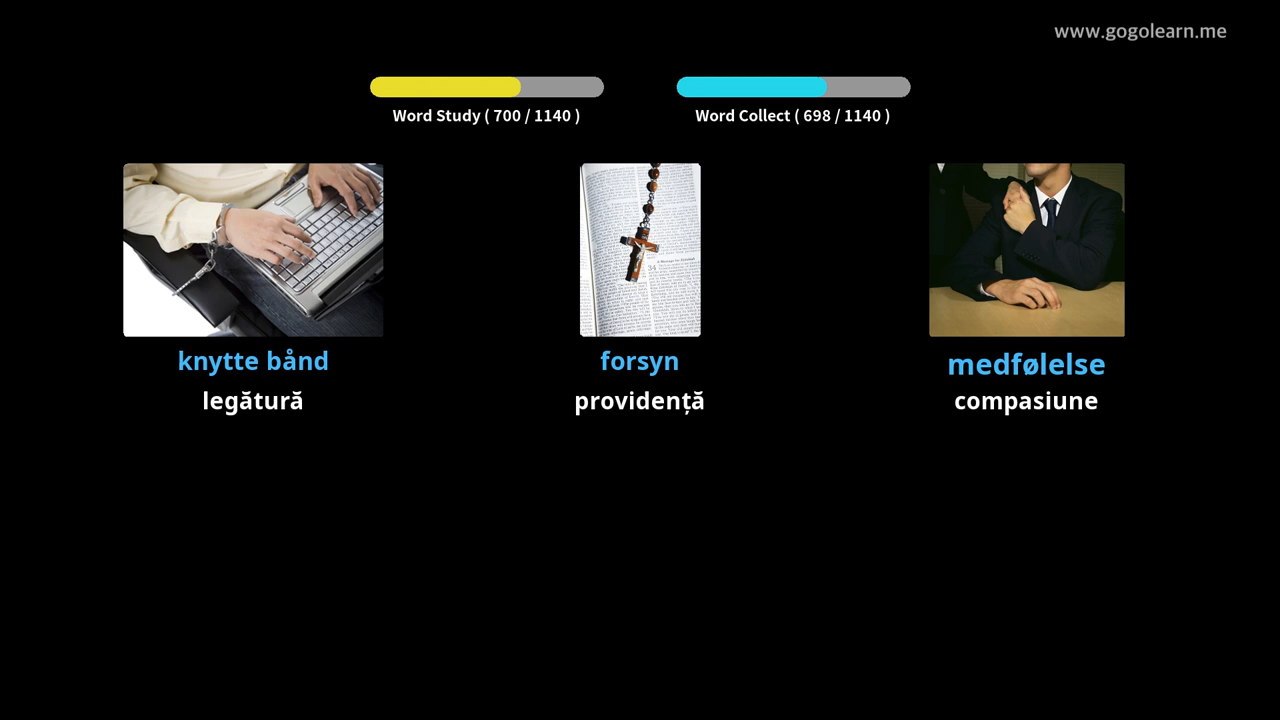 www.gogolearn.me
Word Study ( 700 / 1140 )
Word Collect ( 698 / 1140 )
knytte bånd
forsyn
medfølelse
legătură
providență
compasiune